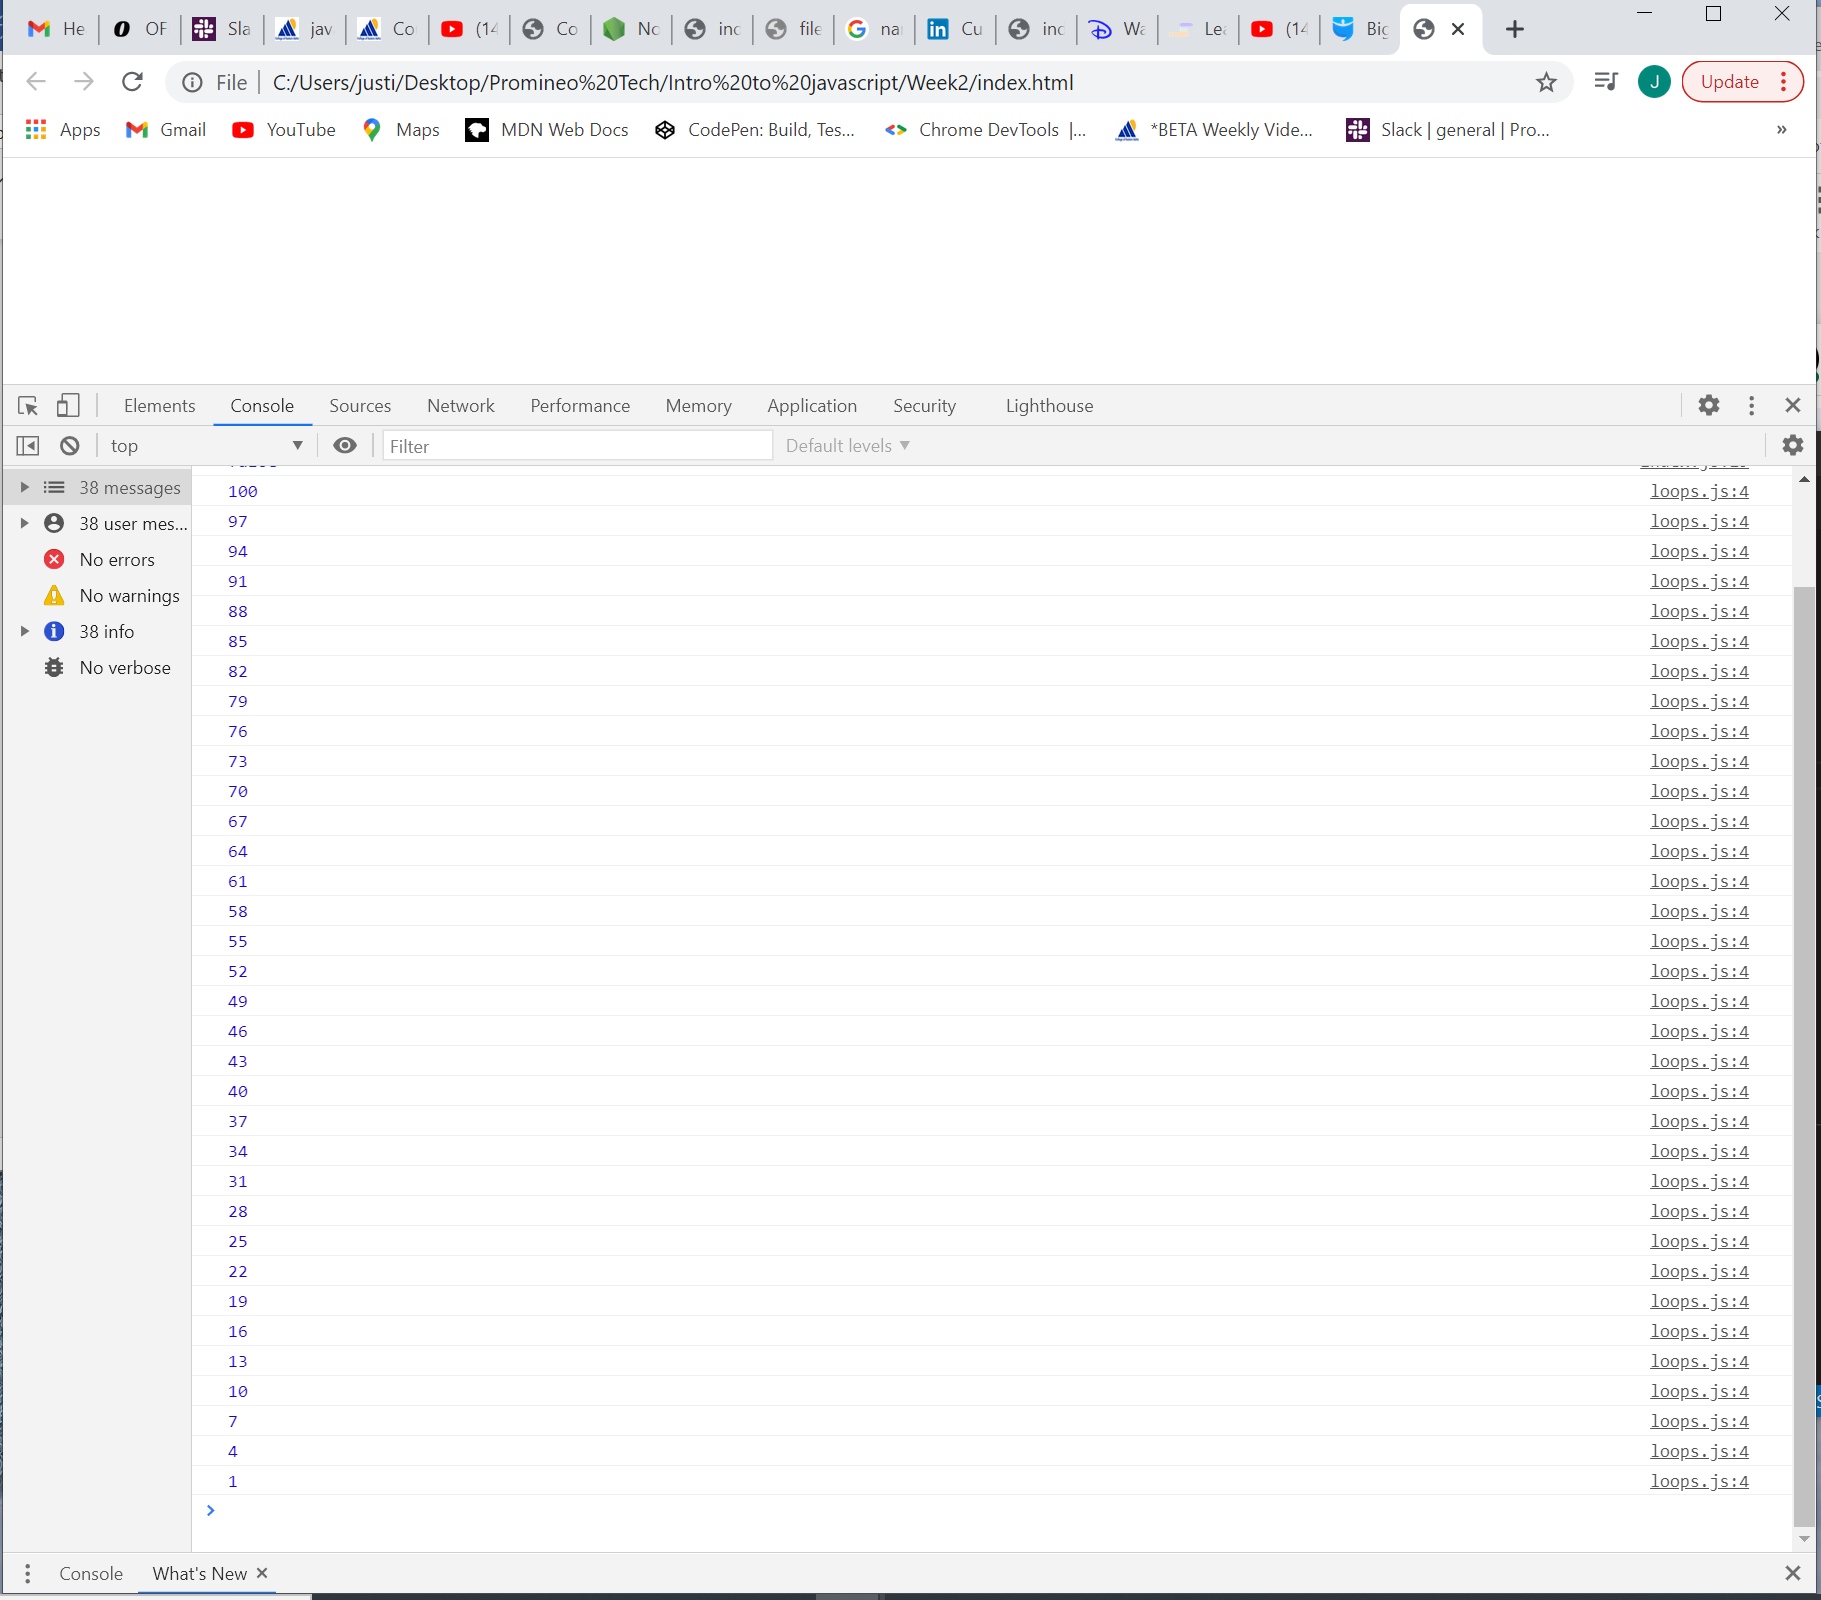 He OF Sla jav Co (14 Co No inc file nai Cu inc Wa Lea (14 Big
File C:/Users/justi/Desktop/Promineo%20Tech/Intro%20to%20javascript/Week2/index.html J Update
Apps Gmail YouTube Maps MDN Web Docs CodePen: Build, Tes... Chrome DevTools |... *BETA Weekly Vide... Slack | general | Pro... »
Elements Console Sources Network Performance Memory Application Security Lighthouse
top Filter Default levels
38 messages
38 user mes...
No errors
No warnings
38 info
No verbose
100 loops.js:4
97 loops.js:4
94 loops.js:4
91 loops.js:4
88 loops.js:4
85 loops.js:4
82 loops.js:4
79 loops.js:4
76 loops.js:4
73 loops.js:4
70 loops.js:4
67 loops.js:4
64 loops.js:4
61 loops.js:4
58 loops.js:4
55 loops.js:4
52 loops.js:4
49 loops.js:4
46 loops.js:4
43 loops.js:4
40 loops.js:4
37 loops.js:4
34 loops.js:4
31 loops.js:4
28 loops.js:4
25 loops.js:4
22 loops.js:4
19 loops.js:4
16 loops.js:4
13 loops.js:4
10 loops.js:4
7 loops.js:4
4 loops.js:4
1 loops.js:4
Console What's New